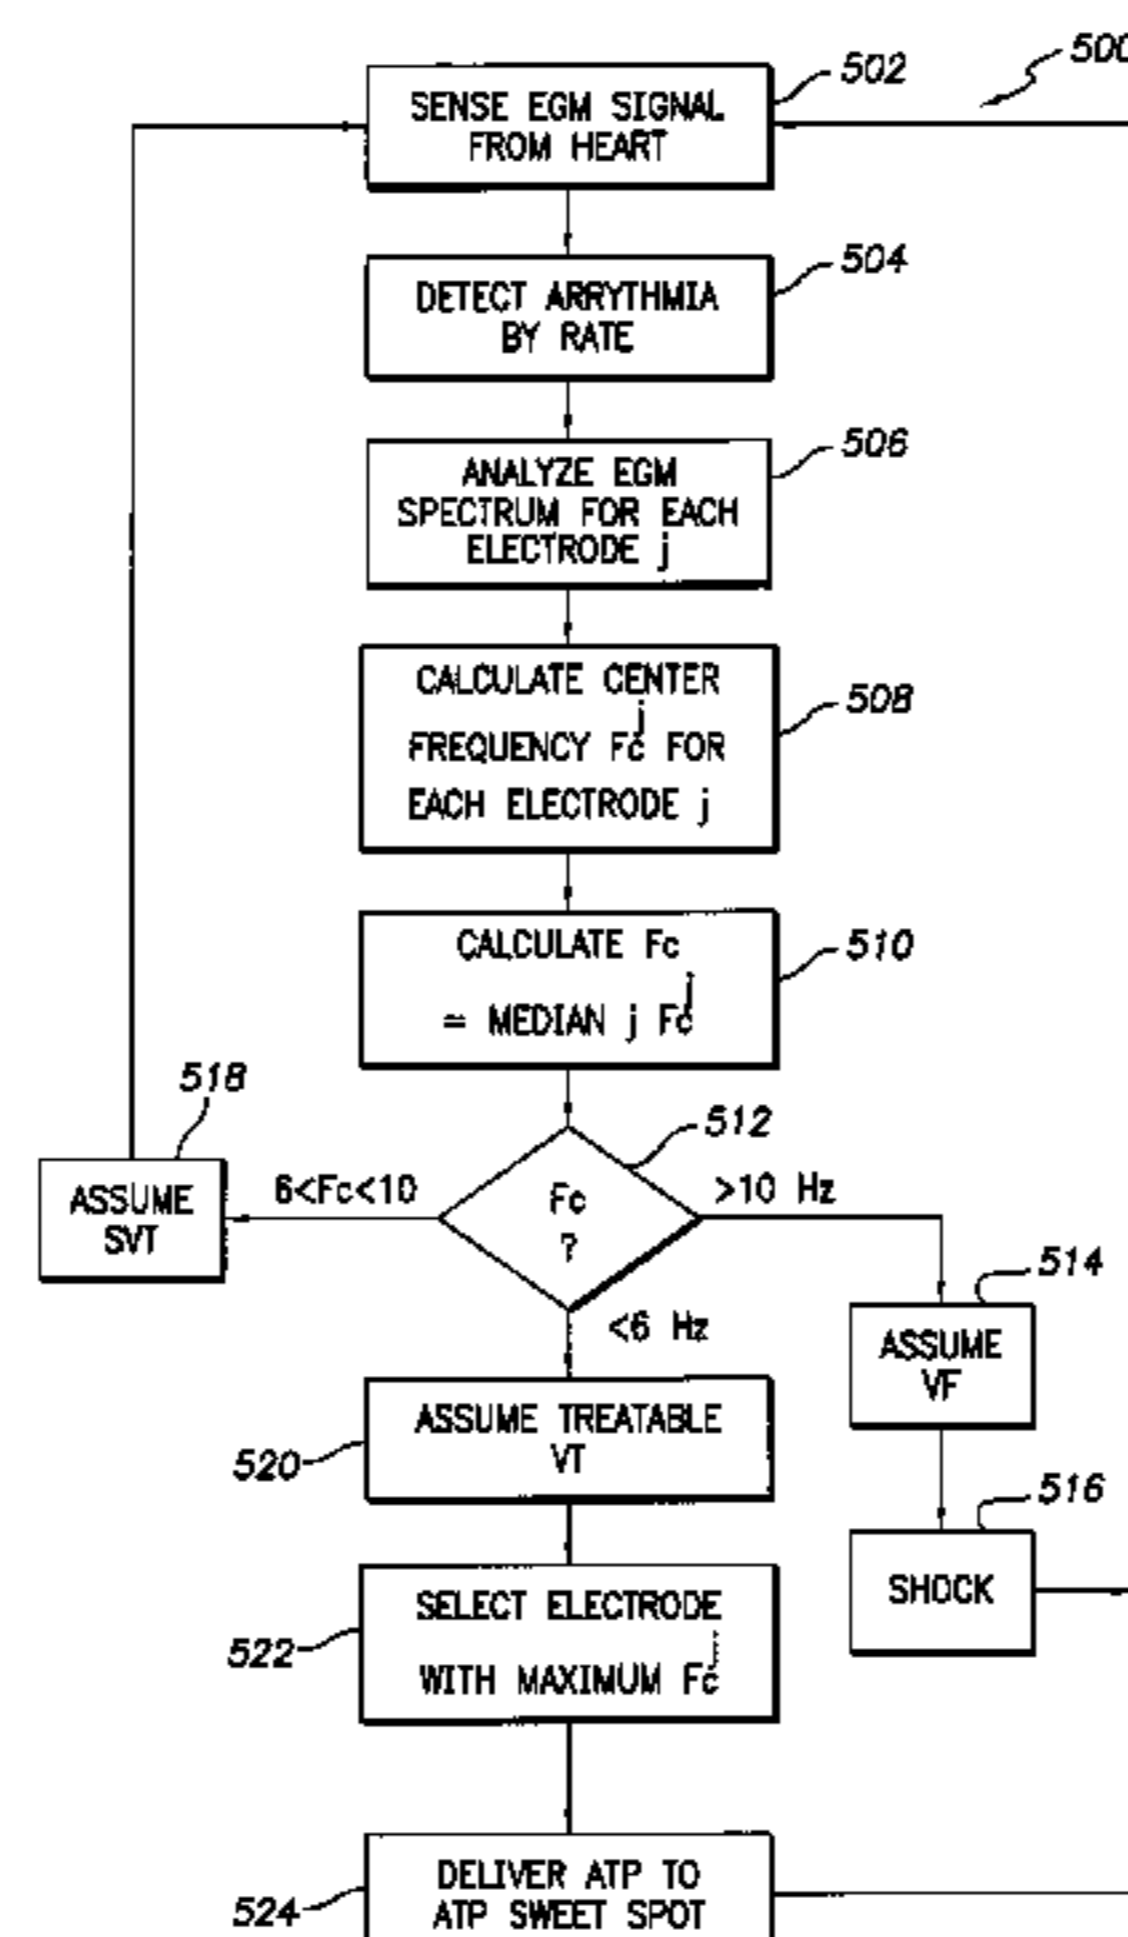 500
502
SENSE EGM SIGNAL
FROM HEART
504
DETECT ARRYTHMIA
BY RATE
506
ANALYZE EGM
SPECTRUM FOR EACH
ELECTRODE j
508
CALCULATE CENTER
FREQUENCY Fc^j FOR
EACH ELECTRODE j
510
CALCULATE Fc
= MEDIAN j Fc^j
518
ASSUME
SVT
6<Fc<10
512
Fc
?
>10 Hz
<6 Hz
514
ASSUME
VF
516
SHOCK
520
ASSUME TREATABLE
VT
522
SELECT ELECTRODE
WITH MAXIMUM Fc^j
524
DELIVER ATP TO
ATP SWEET SPOT